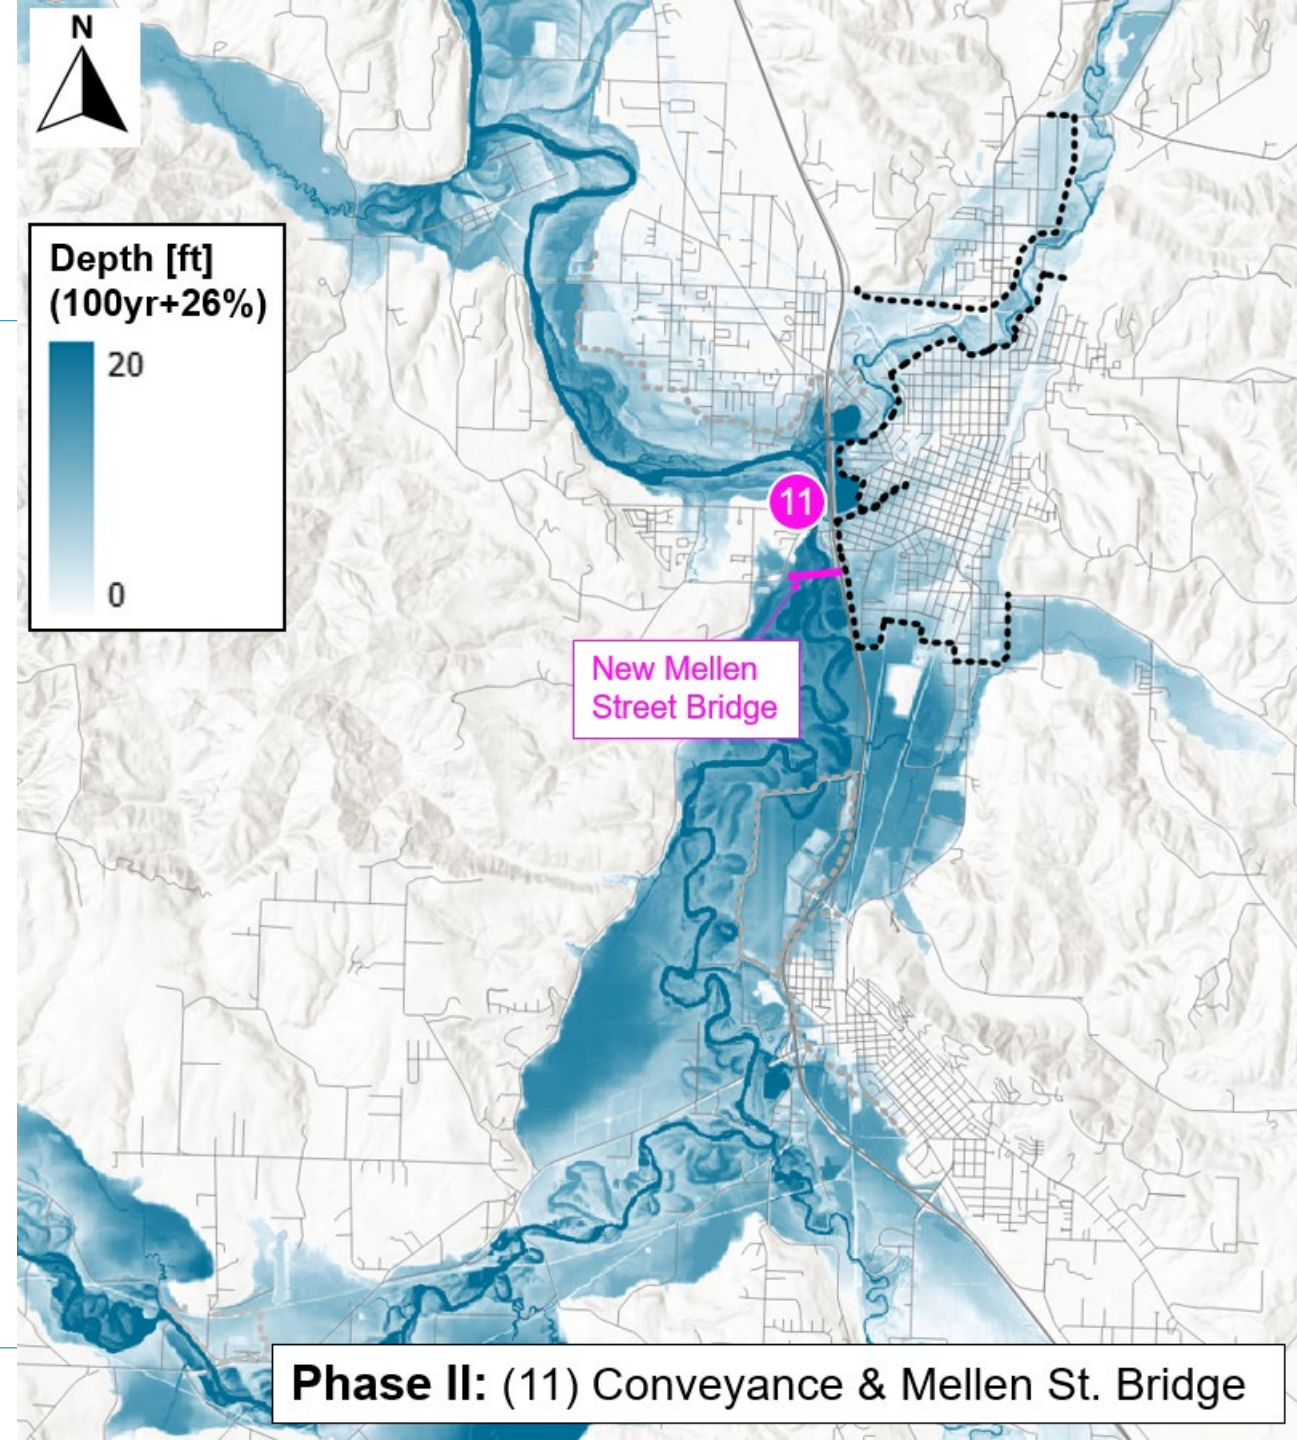 N
Depth [ft]
(100yr+26%)
20
0
11
New Mellen
Street Bridge
Phase II: (11) Conveyance & Mellen St. Bridge